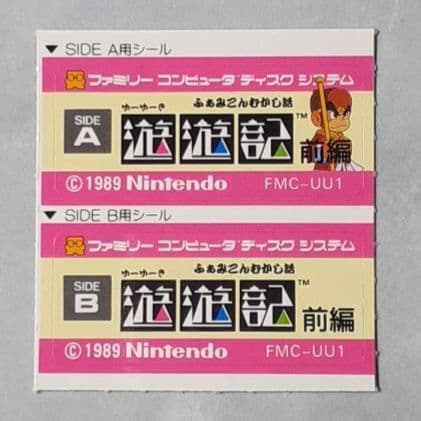 ▼ SIDE A用シール
ファミリー コンピュータ ディスク システム
ふぁみこんむかし話
ゆーゆーき
SIDE A 遊遊記™ 前編
©1989 Nintendo FMC-UU1
▼ SIDE B用シール
ファミリー コンピュータ ディスク システム
ふぁみこんむかし話
ゆーゆーき
SIDE B 遊遊記™ 前編
©1989 Nintendo FMC-UU1